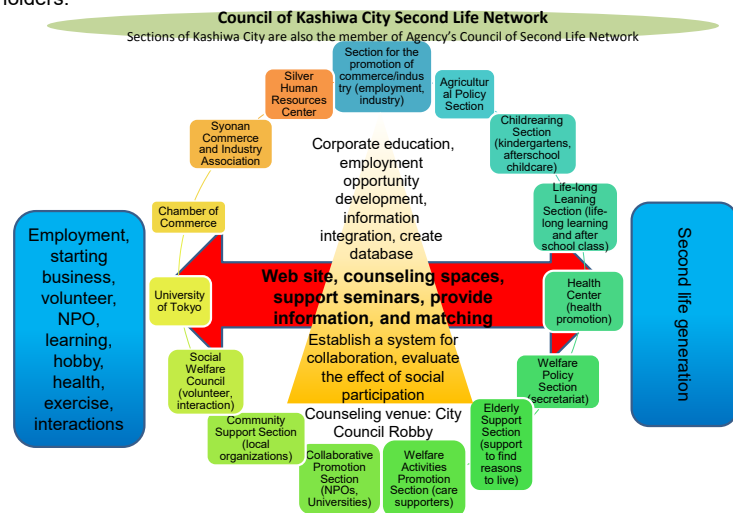 holders.
Council of Kashiwa City Second Life Network
Sections of Kashiwa City are also the member of Agency's Council of Second Life Network
Section for the
promotion of
commerce/indus
try (employment,
industry)
Agricultur
al Policy
Section
Childrearing
Section
(kindergartens,
afterschool
childcare)
Life-long
Leaning
Section (life-
long learning
and after
school class)
Health
Center
(health
promotion)
Welfare
Policy
Section
(secretariat)
Elderly
Support
Section
(support
to find
reasons
to live)
Welfare
Activities
Promotion
Section (care
supporters)
Collaborative
Promotion
Section
(NPOs,
Universities)
Community
Support Section
(local
organizations)
Social
Welfare
Council
(volunteer,
interaction)
University
of Tokyo
Chamber of
Commerce
Syonan
Commerce
and Industry
Association
Silver
Human
Resources
Center
Corporate education,
employment
opportunity
development,
information
integration, create
database
Web site, counseling spaces,
support seminars, provide
information, and matching
Establish a system for
collaboration, evaluate
the effect of social
participation
Counseling venue: City
Council Robby
Employment,
starting
business,
volunteer,
NPO,
learning,
hobby,
health,
exercise,
interactions
Second life generation